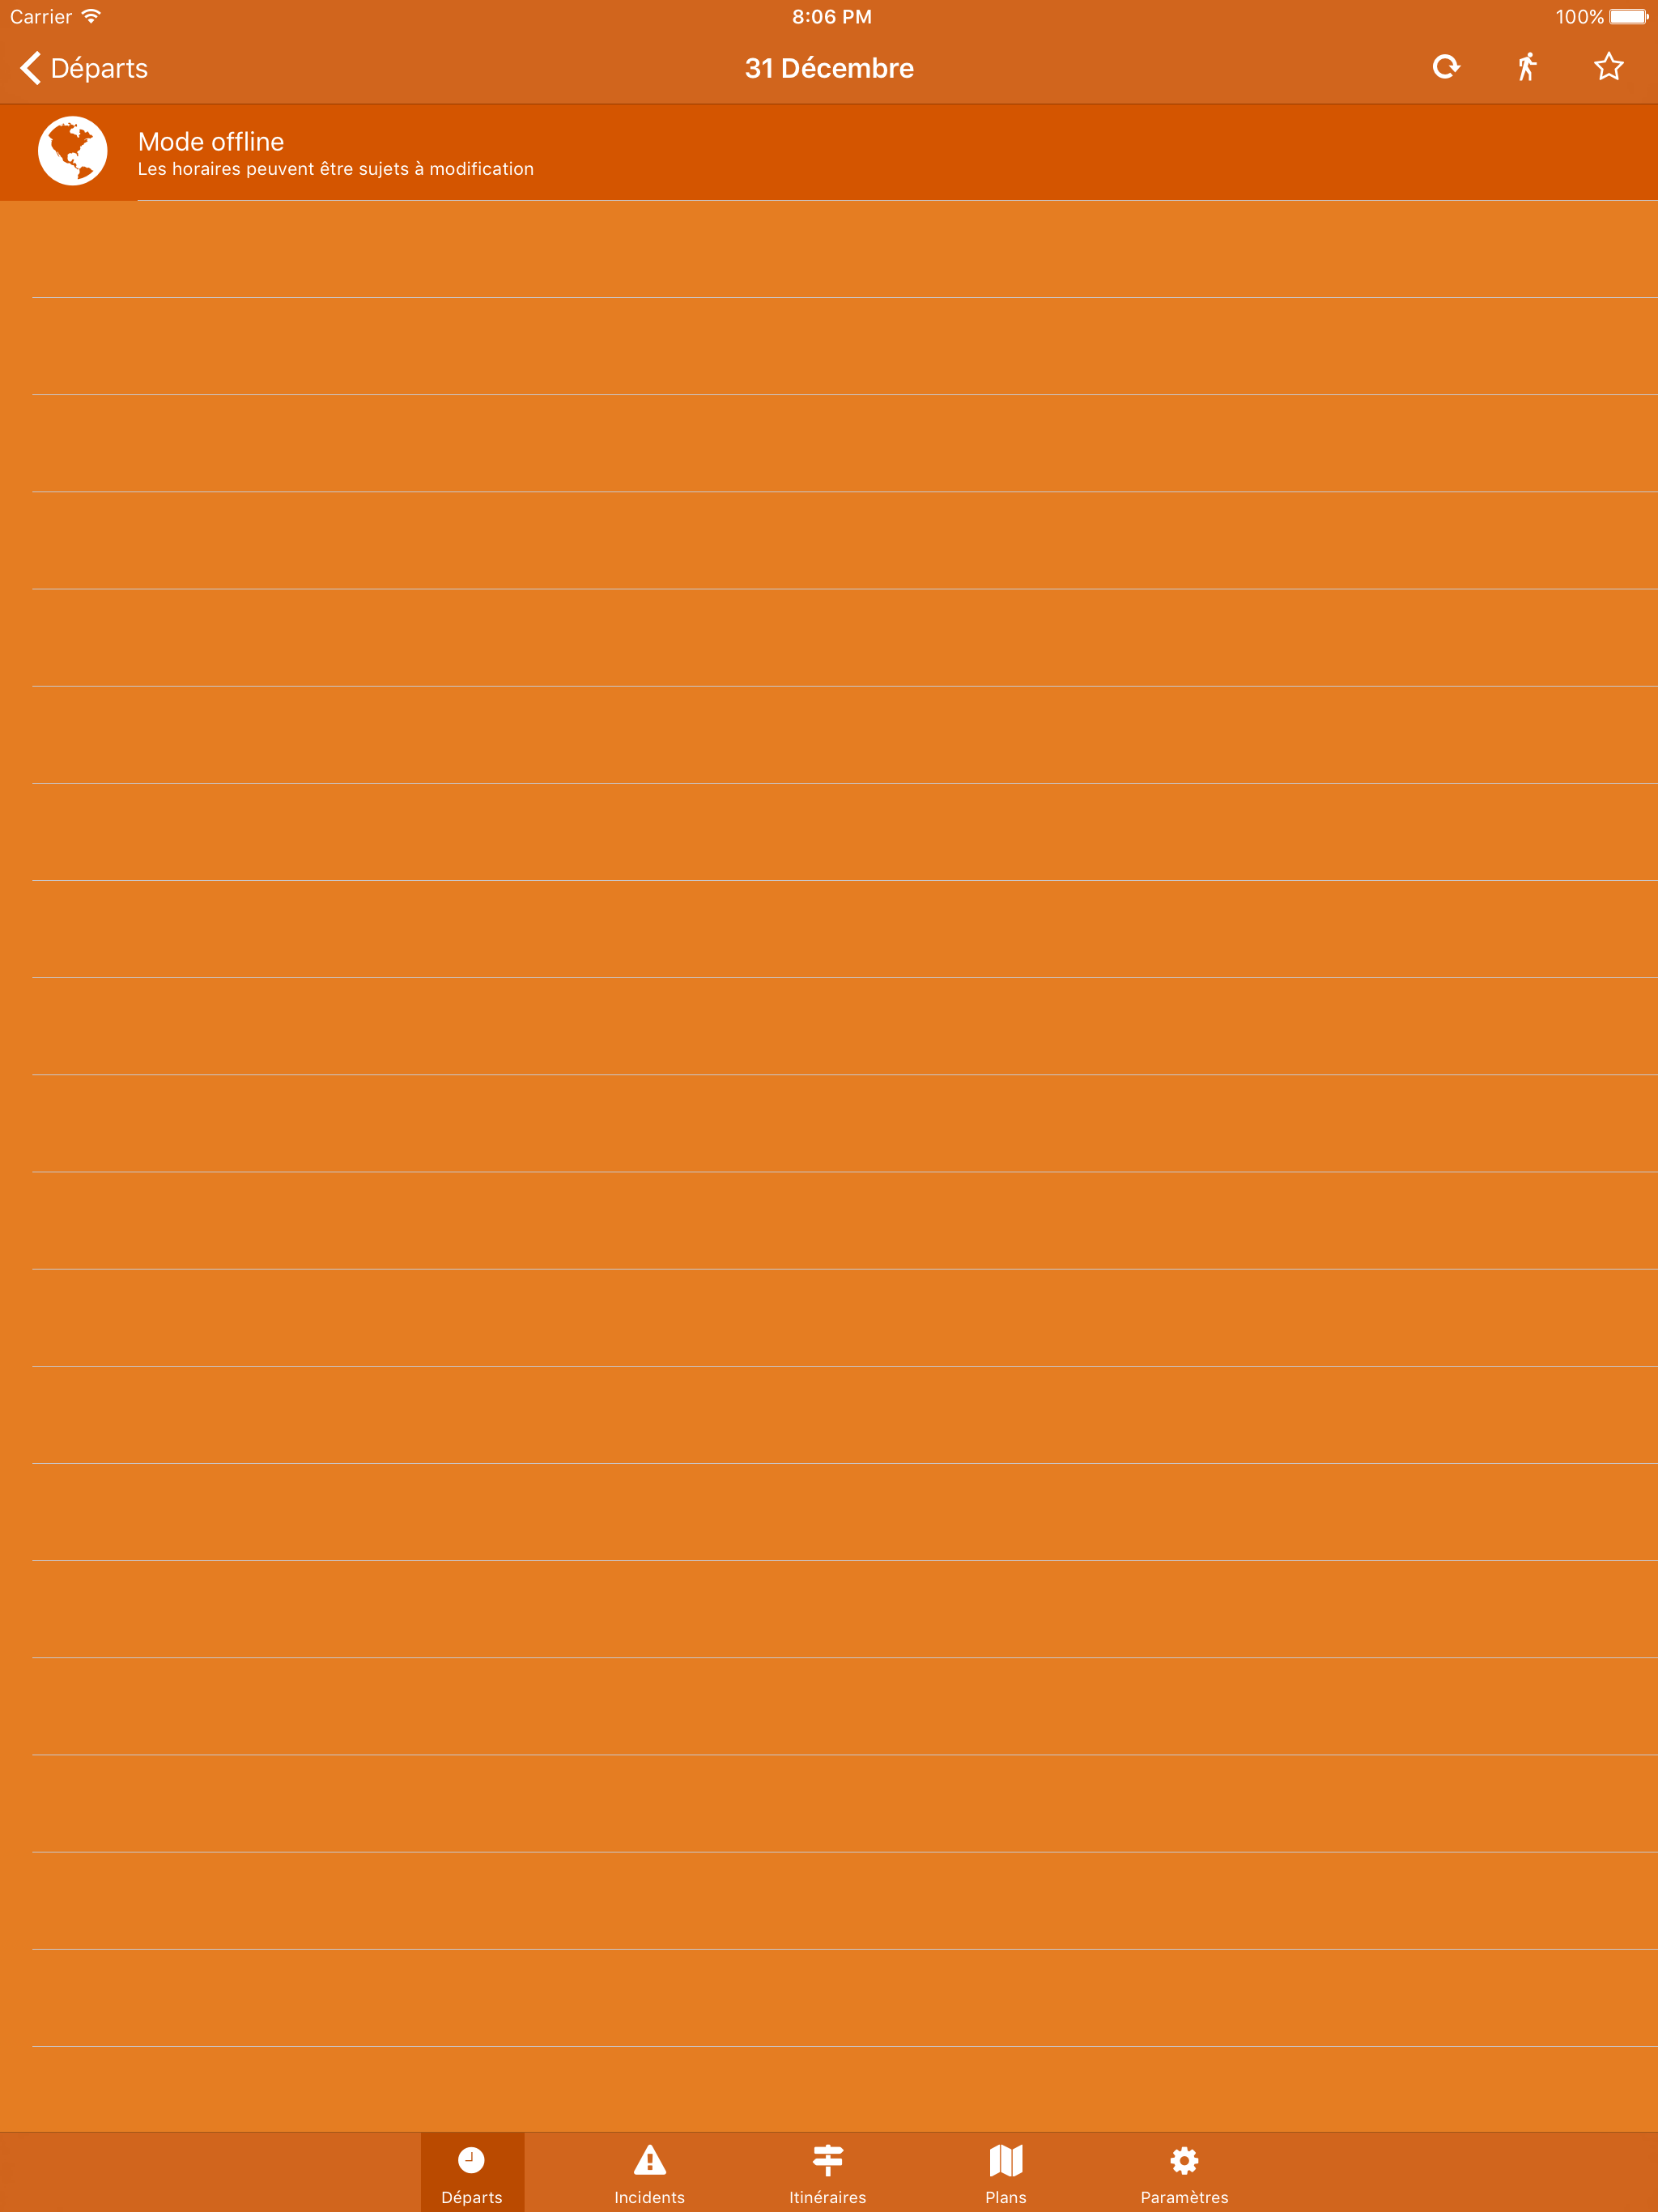 Carrier 8:06 PM 100%
Départs 31 Décembre
Mode offline
Les horaires peuvent être sujets à modification
Départs Incidents Itinéraires Plans Paramètres